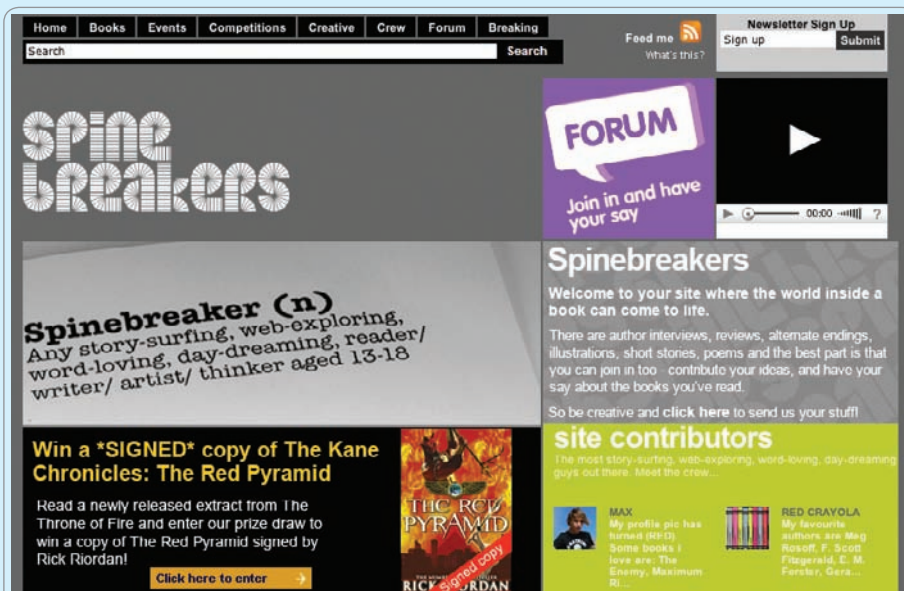 Home Books Events Competitions Creative Crew Forum Breaking
Search Search
Feed me
What's this?
Newsletter Sign Up
Sign up Submit
spine
breakers
FORUM
Join in and have
your say
00:00 ?
Spinebreaker (n)
Any story-surfing, web-exploring,
word-loving, day-dreaming, reader/
writer/ artist/ thinker aged 13-18
Spinebreakers
Welcome to your site where the world inside a
book can come to life.
There are author interviews, reviews, alternate endings,
illustrations, short stories, poems and the best part is that
you can join in too - contribute your ideas, and have your
say about the books you've read.
So be creative and click here to send us your stuff!
Win a *SIGNED* copy of The Kane
Chronicles: The Red Pyramid
Read a newly released extract from The
Throne of Fire and enter our prize draw to
win a copy of The Red Pyramid signed by
Rick Riordan!
Click here to enter
THE RED
PYRAMID
Signed copy
RICK RIORDAN
site contributors
The most story-surfing, web-exploring, word-loving, day-dreaming
guys out there. Meet the crew...
MAX
My profile pic has
turned (RED)
Some books I
love are: The
Enemy, Maximum
Ri...
RED CRAYOLA
My favourite
authors are Meg
Rosoff, F. Scott
Fitzgerald, E. M.
Forster, Gera...